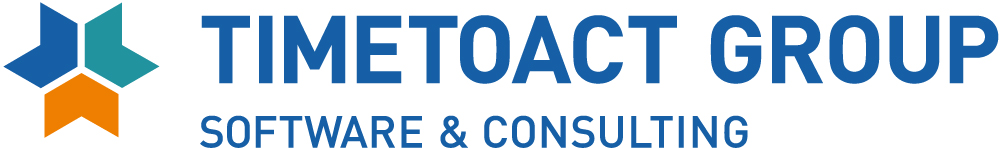 TIMETOACT GROUP
SOFTWARE & CONSULTING